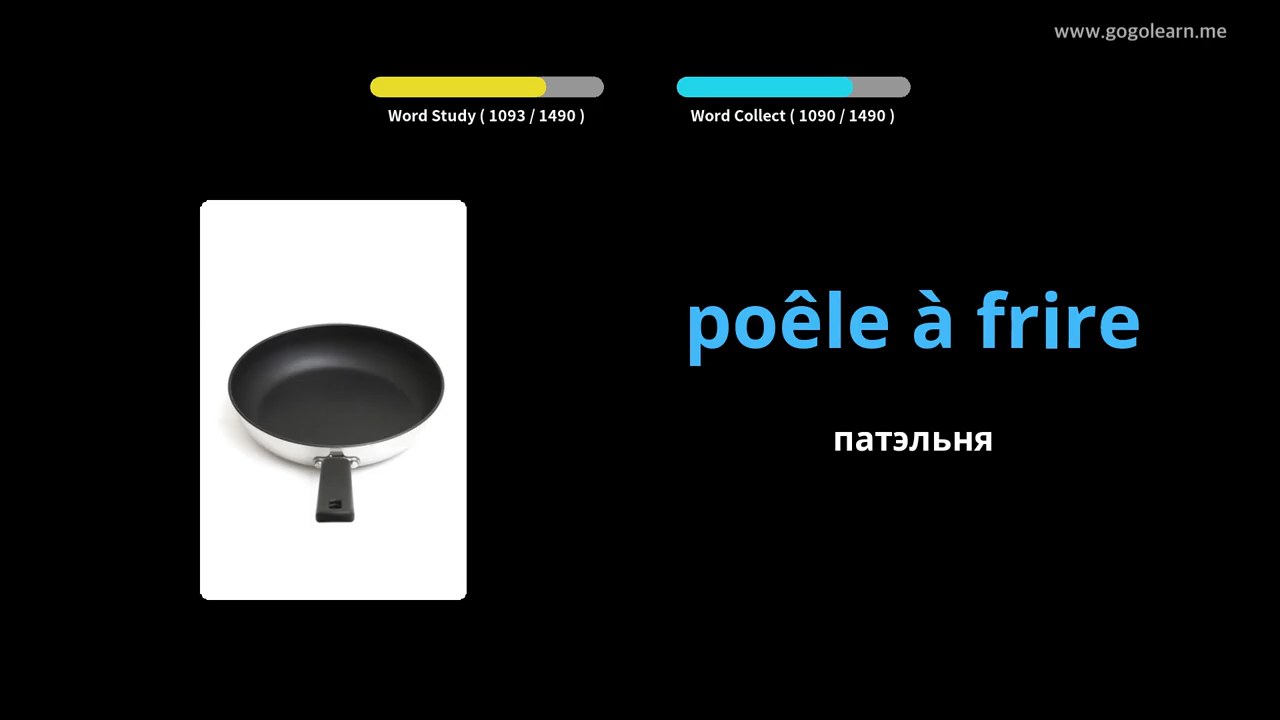 www.gogolearn.me
Word Study ( 1093 / 1490 )
Word Collect ( 1090 / 1490 )
poêle à frire
патэльня